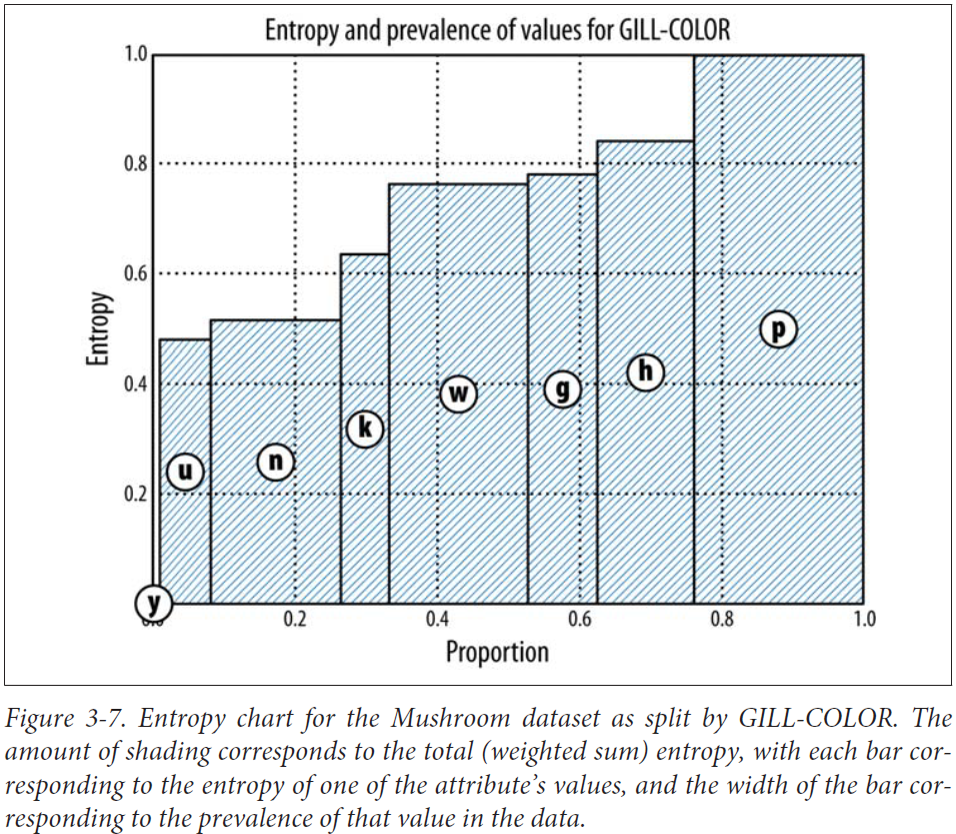 Entropy and prevalence of values for GILL-COLOR
1.0
0.8
0.6
0.4
0.2
Entropy
y
u
n
k
w
g
h
p
0.0 0.2 0.4 0.6 0.8 1.0
Proportion
Figure 3-7. Entropy chart for the Mushroom dataset as split by GILL-COLOR. The
amount of shading corresponds to the total (weighted sum) entropy, with each bar cor-
responding to the entropy of one of the attribute's values, and the width of the bar cor-
responding to the prevalence of that value in the data.